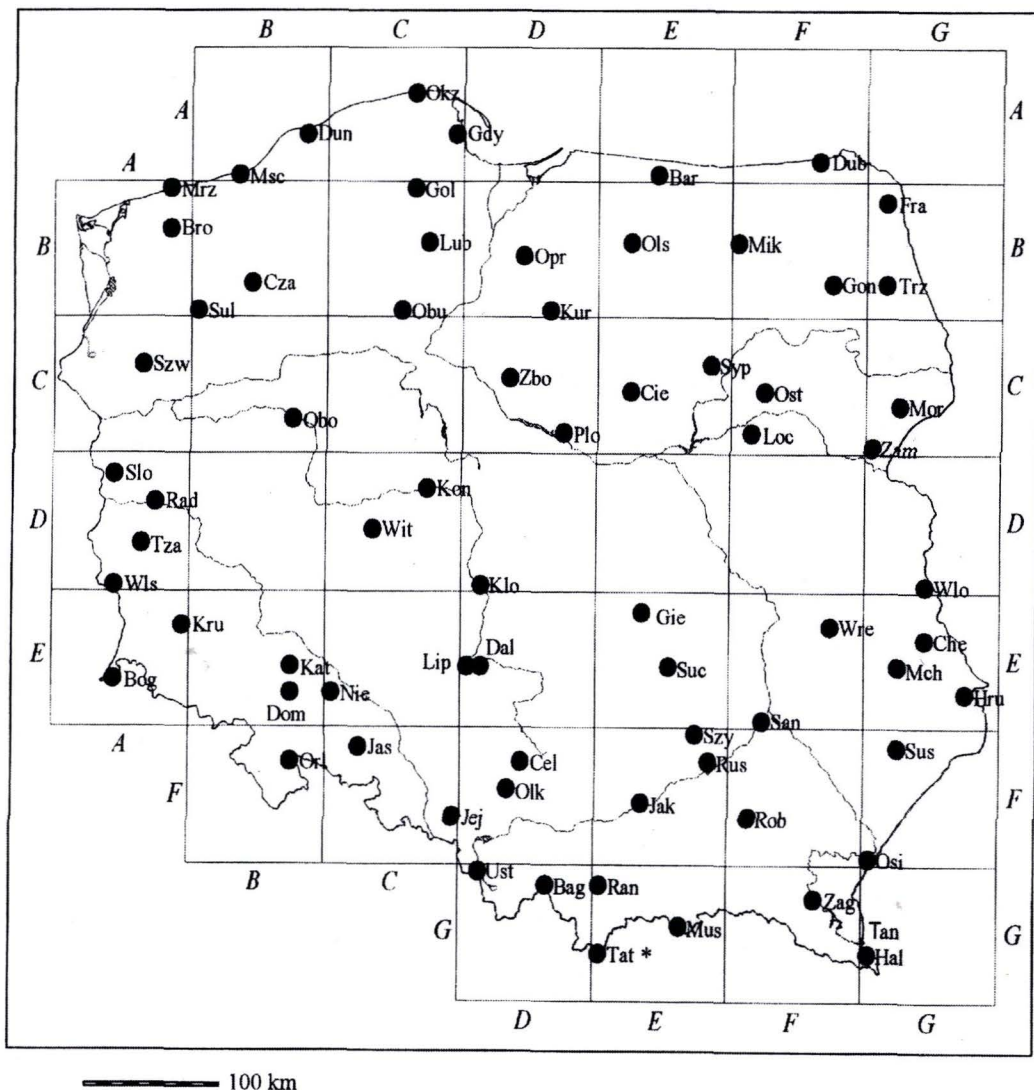 B C D E F G
A A
Okz
Dun Gdy
A
Msc Dub
Mrz Gol Bar
Fra
Bro
B Lub Opr Ols Mik B
Cza Gon Trz
Sul Obu Kur
Szw Syp
C Zbo Cie Ost C
Obo Mor
Plo Loc
Zam
Slo
Rad Kon
D Tza Wit D
Wls Klo Wlo
Kru Gie Wre
E Kat Lip Dal Suc Che E
Bog Mch
Dom Nie Hru
San
A Jas Szy
Orl Cel Rus Sus
F Olk F
Jej Jak Rob
Osi
Ust
B C Bag Ran
Zag
G Mus Tan G
Tat * Hal
D E F G
100 km